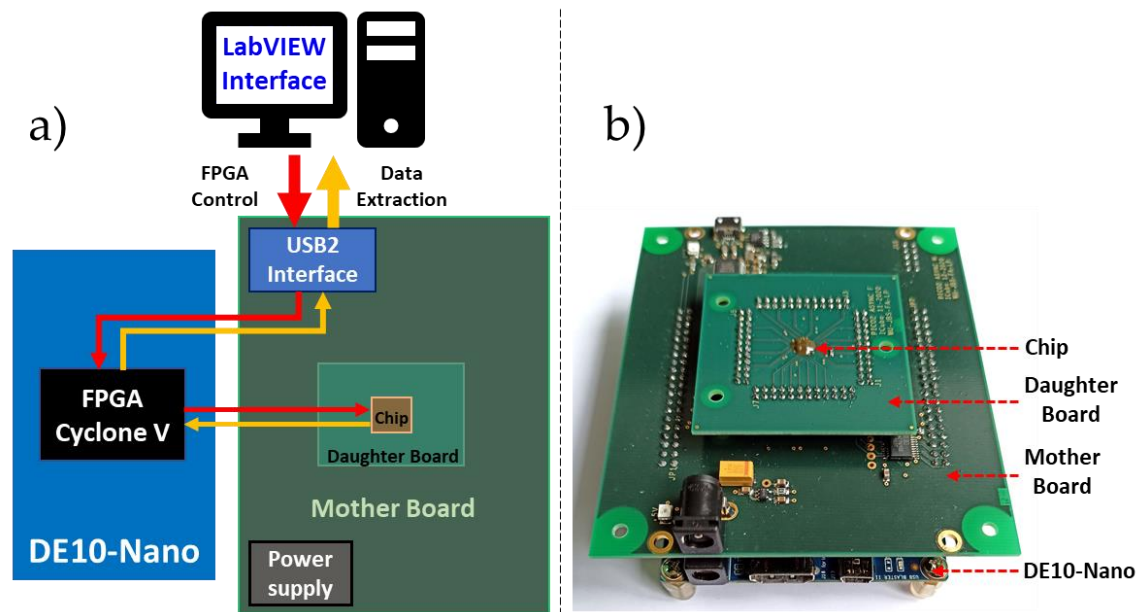 a)
LabVIEW
Interface
FPGA
Control
Data
Extraction
USB2
Interface
FPGA
Cyclone V
Chip
Daughter Board
Mother Board
DE10-Nano
Power
supply
b)
Chip
Daughter
Board
Mother
Board
DE10-Nano